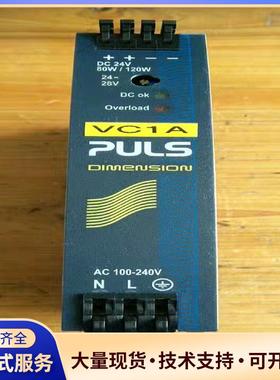 + + − −
DC 24V
80W / 120W
24 –
28V
DC ok
Overload
VC1A
PULS
DIMENSION
AC 100-240V
N L
齐全
式服务
大量现货·技术支持·可开